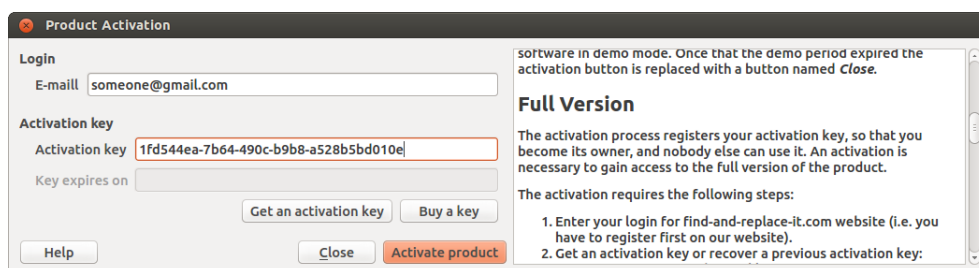 Product Activation
Login
E-maill someone@gmail.com
Activation key
Activation key 1fd544ea-7b64-490c-b9b8-a528b5bd010e
Key expires on
Get an activation key Buy a key
Help Close Activate product
software in demo mode. Once that the demo period expired the
activation button is replaced with a button named Close.
Full Version
The activation process registers your activation key, so that you
become its owner, and nobody else can use it. An activation is
necessary to gain access to the full version of the product.
The activation requires the following steps:
1. Enter your login for find-and-replace-it.com website (i.e. you
have to register first on our website).
2. Get an activation key or recover a previous activation key: